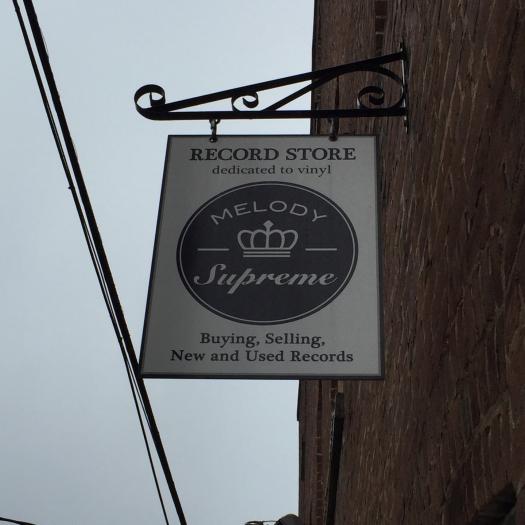 RECORD STORE
dedicated to vinyl
MELODY
Supreme
Buying, Selling,
New and Used Records